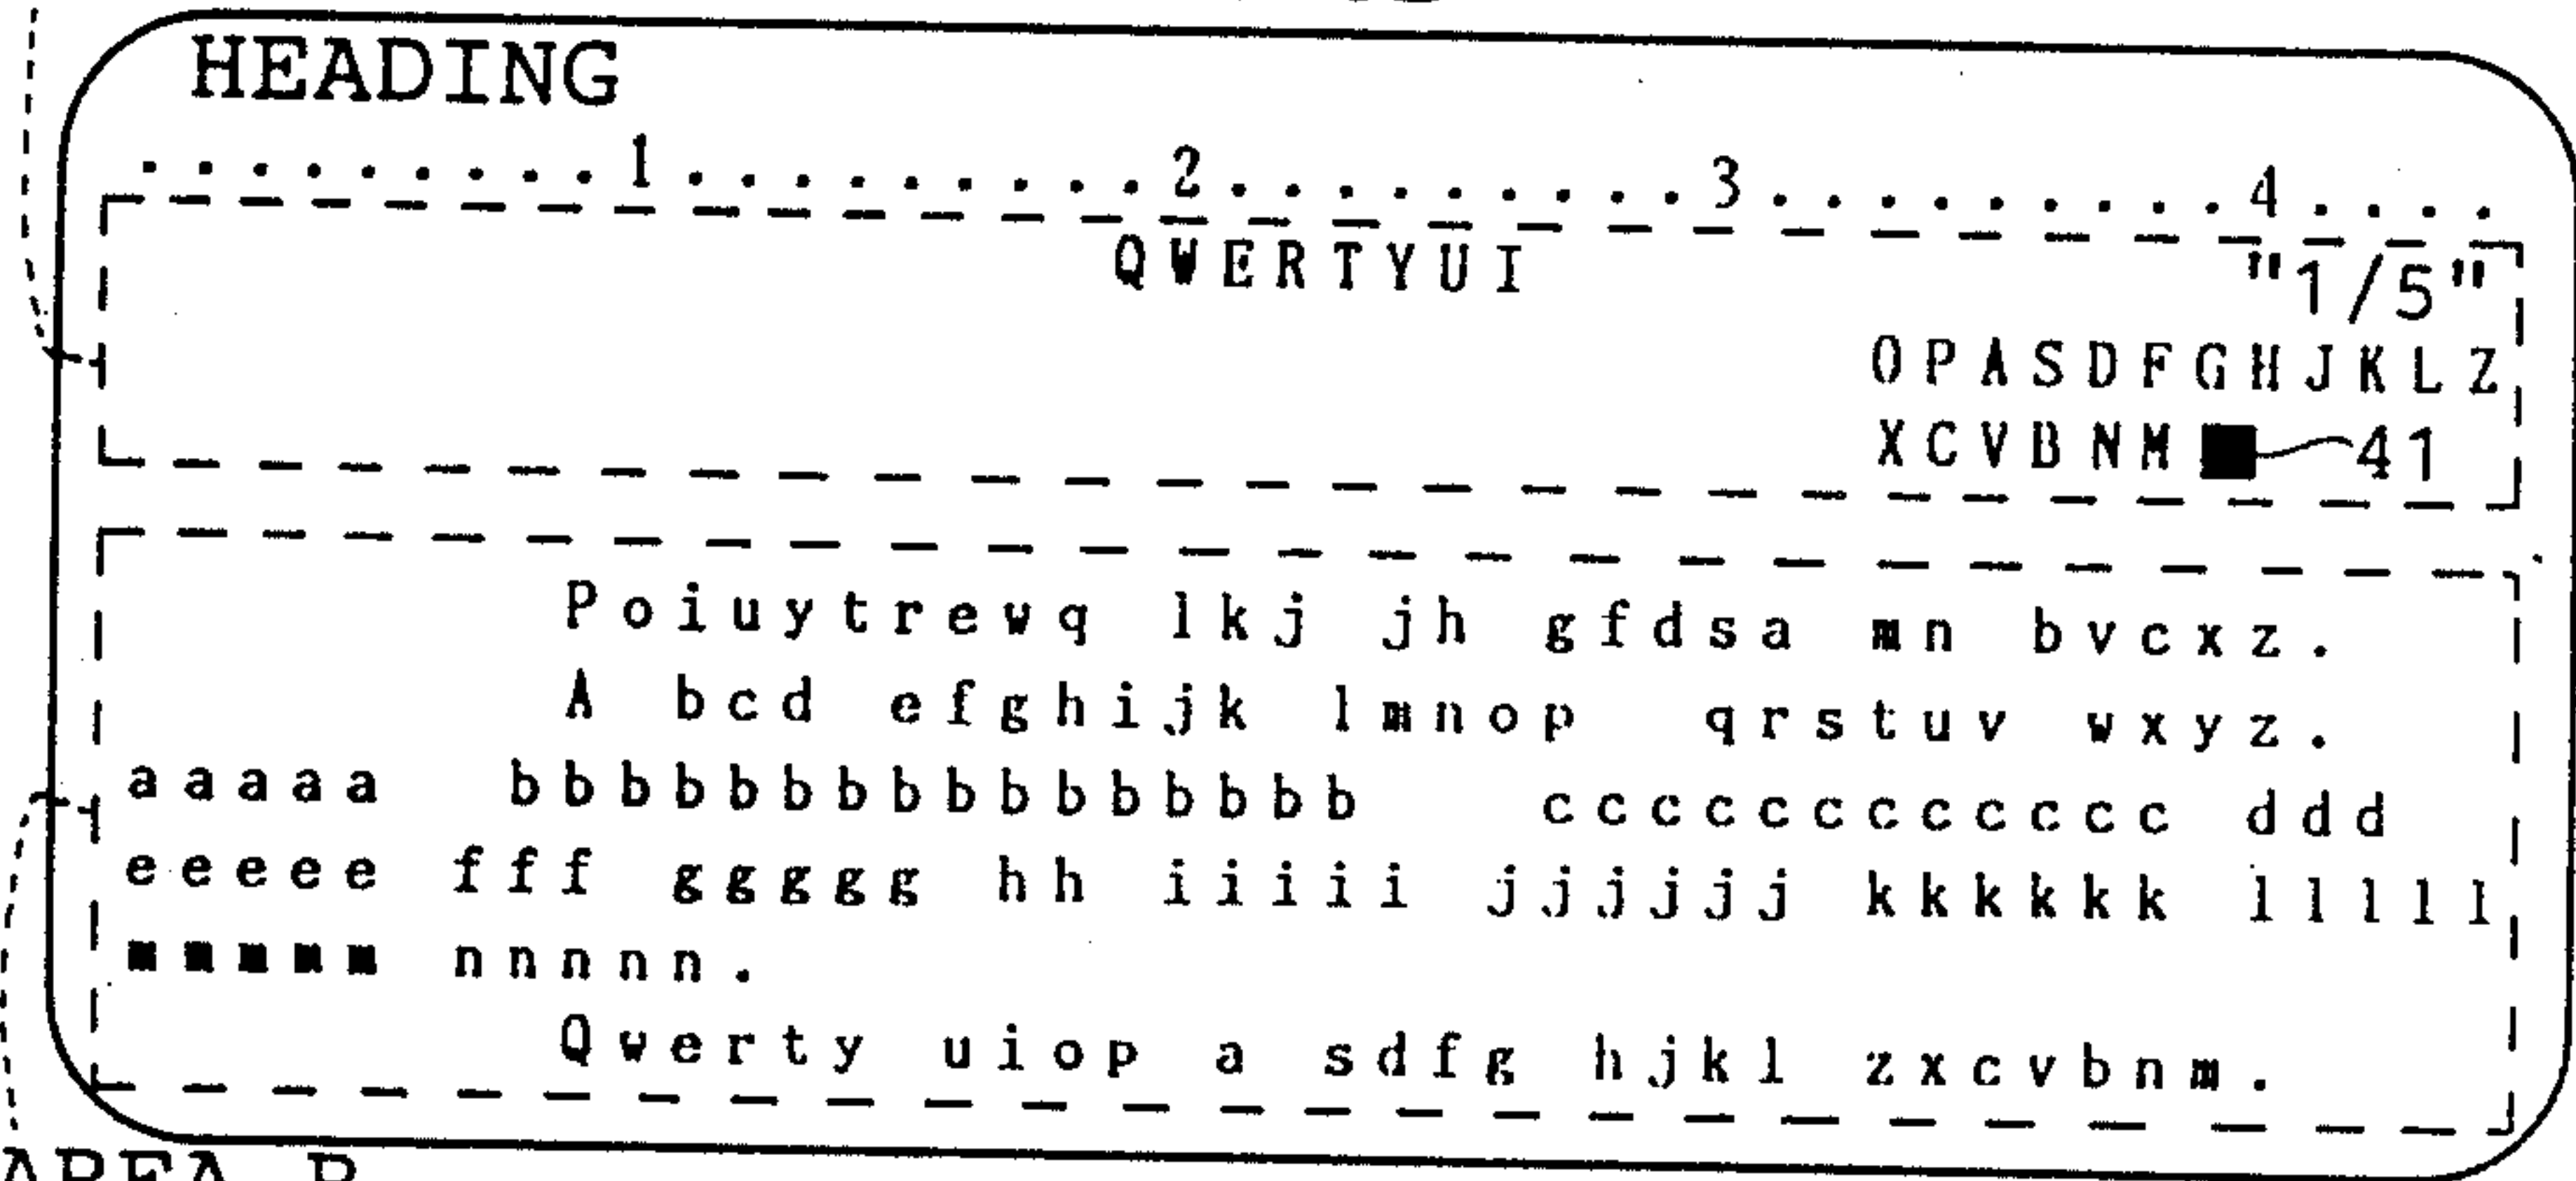 HEADING
.........1.........2.........3.........4....
QWERTYUI "1/5"
OPASDFGHJKLZ
XCVBNM■ 41
Poiuytrewq lkj jh gfdsa mn bvcxz.
A bcd efghijk lmnop qrstuv wxyz.
aaaaa bbbbbbbbbbbbbbbb cccccccccccc ddd
eeeee fff ggggg hh iiiii jjjjjj kkkkkk lllll
mmmmm nnnnn.
Qwerty uiop a sdfg hjkl zxcvbnm.
AREA